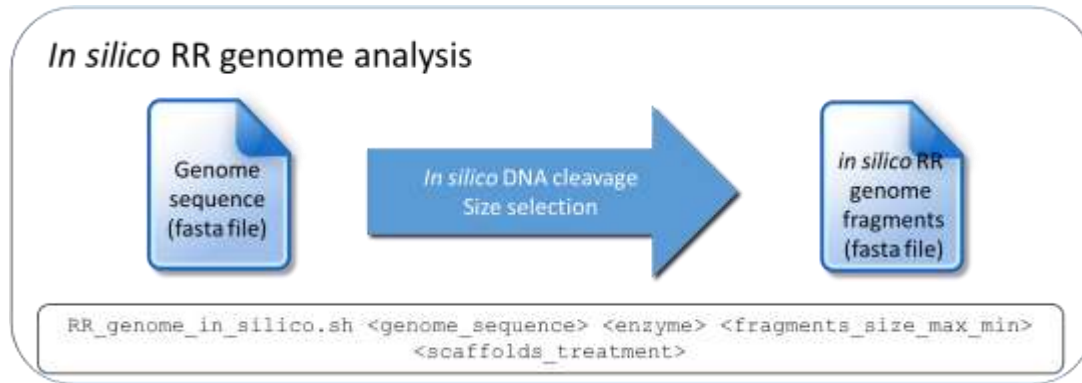 In silico RR genome analysis
Genome
sequence
(fasta file)
In silico DNA cleavage
Size selection
in silico RR
genome
fragments
(fasta file)
RR_genome_in_silico.sh <genome_sequence> <enzyme> <fragments_size_max_min>
<scaffolds_treatment>